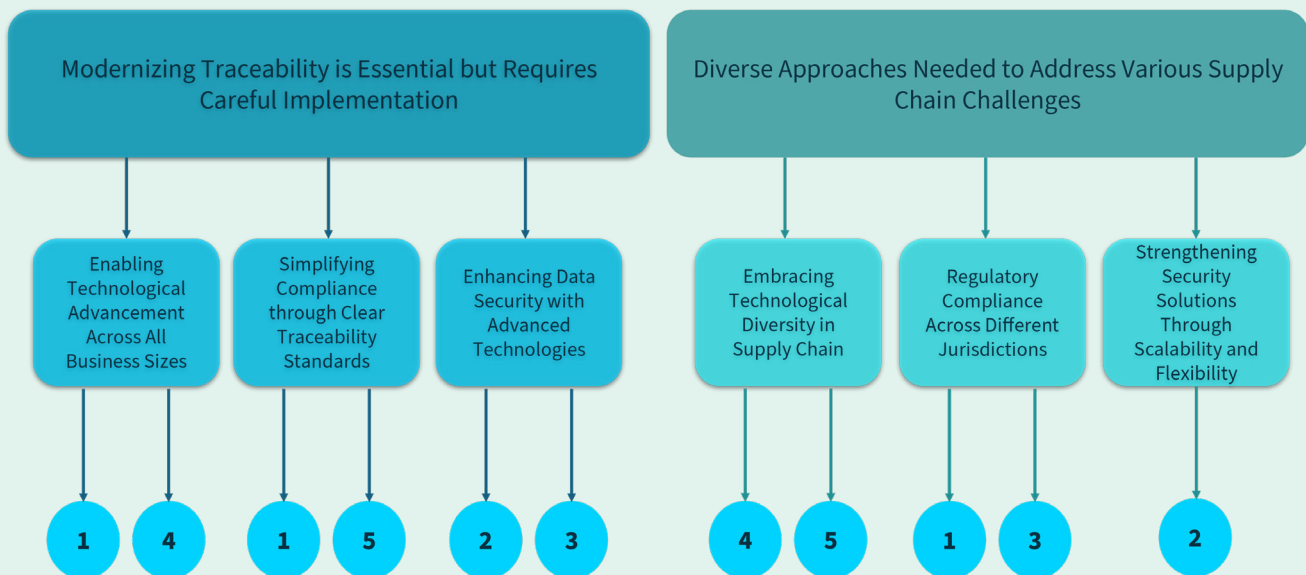 Modernizing Traceability is Essential but Requires
Careful Implementation
Diverse Approaches Needed to Address Various Supply
Chain Challenges
Enabling
Technological
Advancement
Across All
Business Sizes
Simplifying
Compliance
through Clear
Traceability
Standards
Enhancing Data
Security with
Advanced
Technologies
Embracing
Technological
Diversity in
Supply Chain
Regulatory
Compliance
Across Different
Jurisdictions
Strengthening
Security
Solutions
Through
Scalability and
Flexibility
1
4
1
5
2
3
4
5
1
3
2